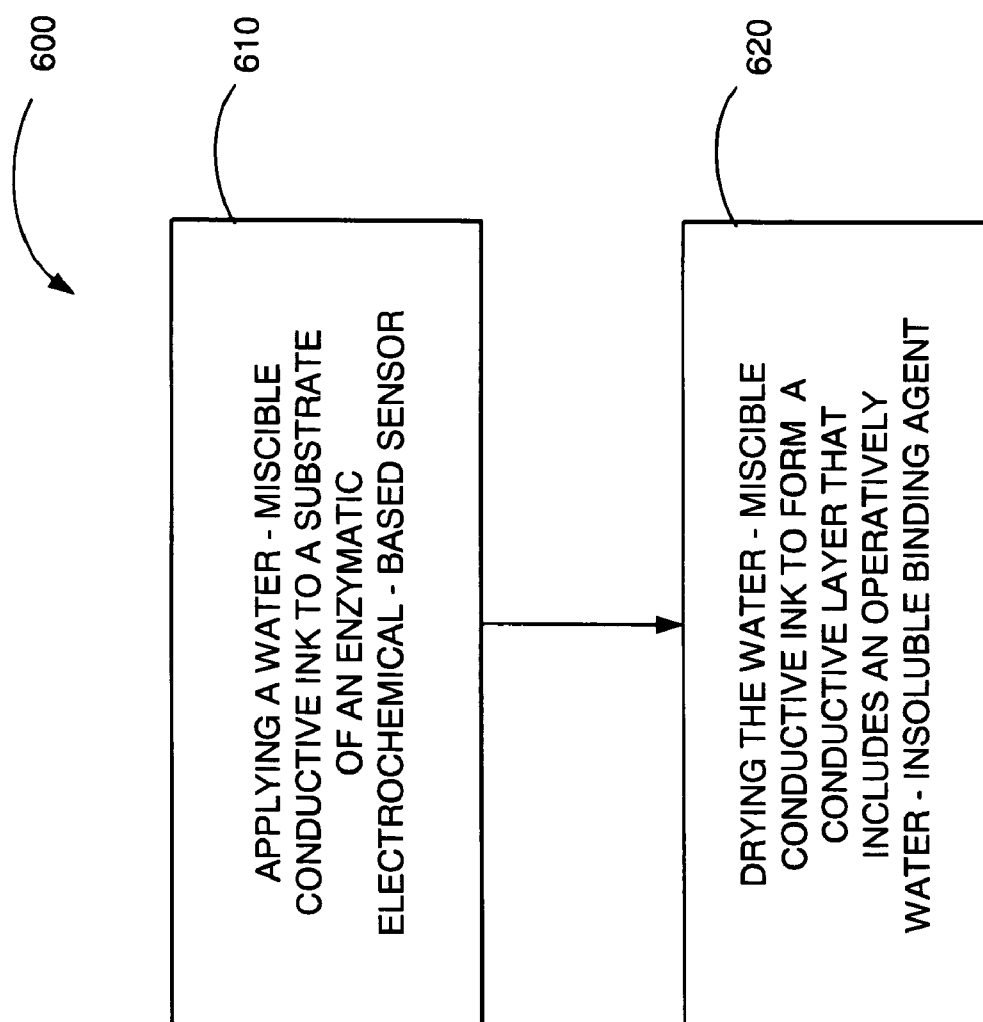 600
610
APPLYING A WATER - MISCIBLE
CONDUCTIVE INK TO A SUBSTRATE
OF AN ENZYMATIC
ELECTROCHEMICAL - BASED SENSOR
620
DRYING THE WATER - MISCIBLE
CONDUCTIVE INK TO FORM A
CONDUCTIVE LAYER THAT
INCLUDES AN OPERATIVELY
WATER - INSOLUBLE BINDING AGENT